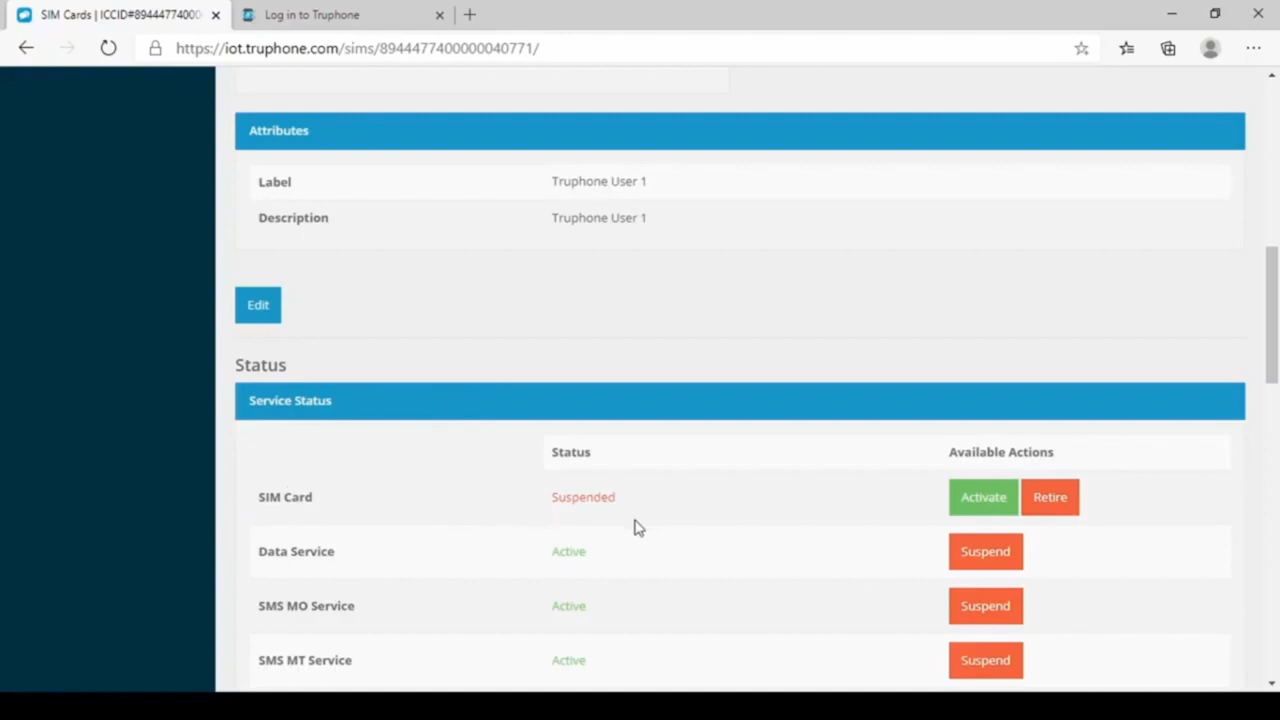 SIM Cards | ICCID#89444774000
Log in to Truphone
https://iot.truphone.com/sims/8944477400000040771/
Attributes
Label Truphone User 1
Description Truphone User 1
Edit
Status
Service Status
Status Available Actions
SIM Card Suspended Activate Retire
Data Service Active Suspend
SMS MO Service Active Suspend
SMS MT Service Active Suspend